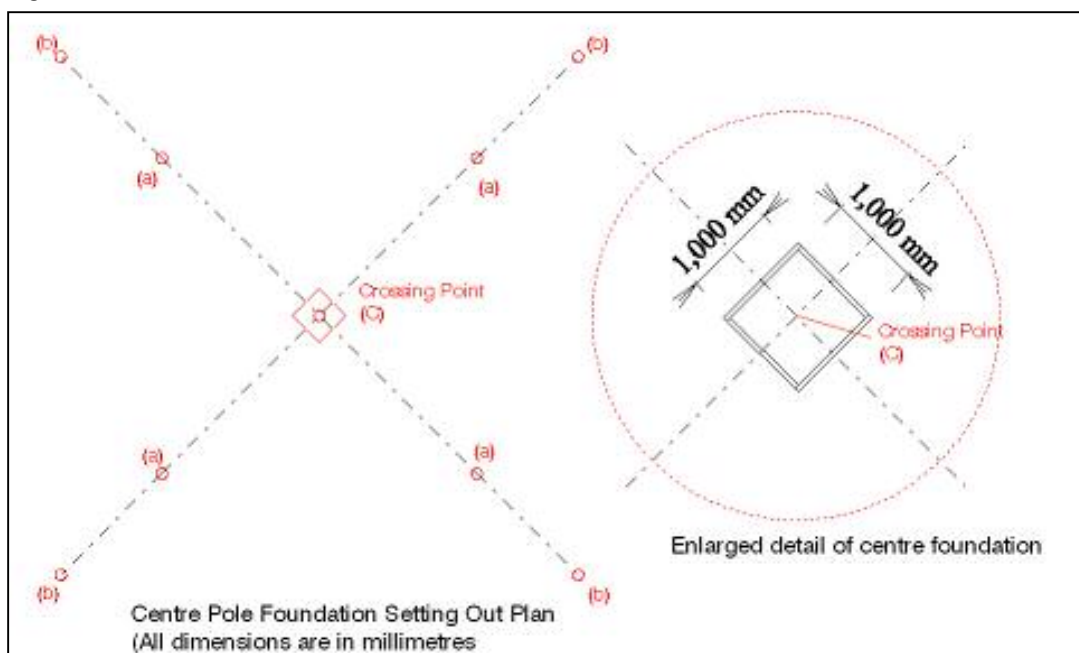 (b)
(b)
(a)
(a)
Crossing Point
(C)
(a)
(a)
(b)
(b)
Centre Pole Foundation Setting Out Plan
(All dimensions are in millimetres
1,000 mm
1,000 mm
Crossing Point
(C)
Enlarged detail of centre foundation